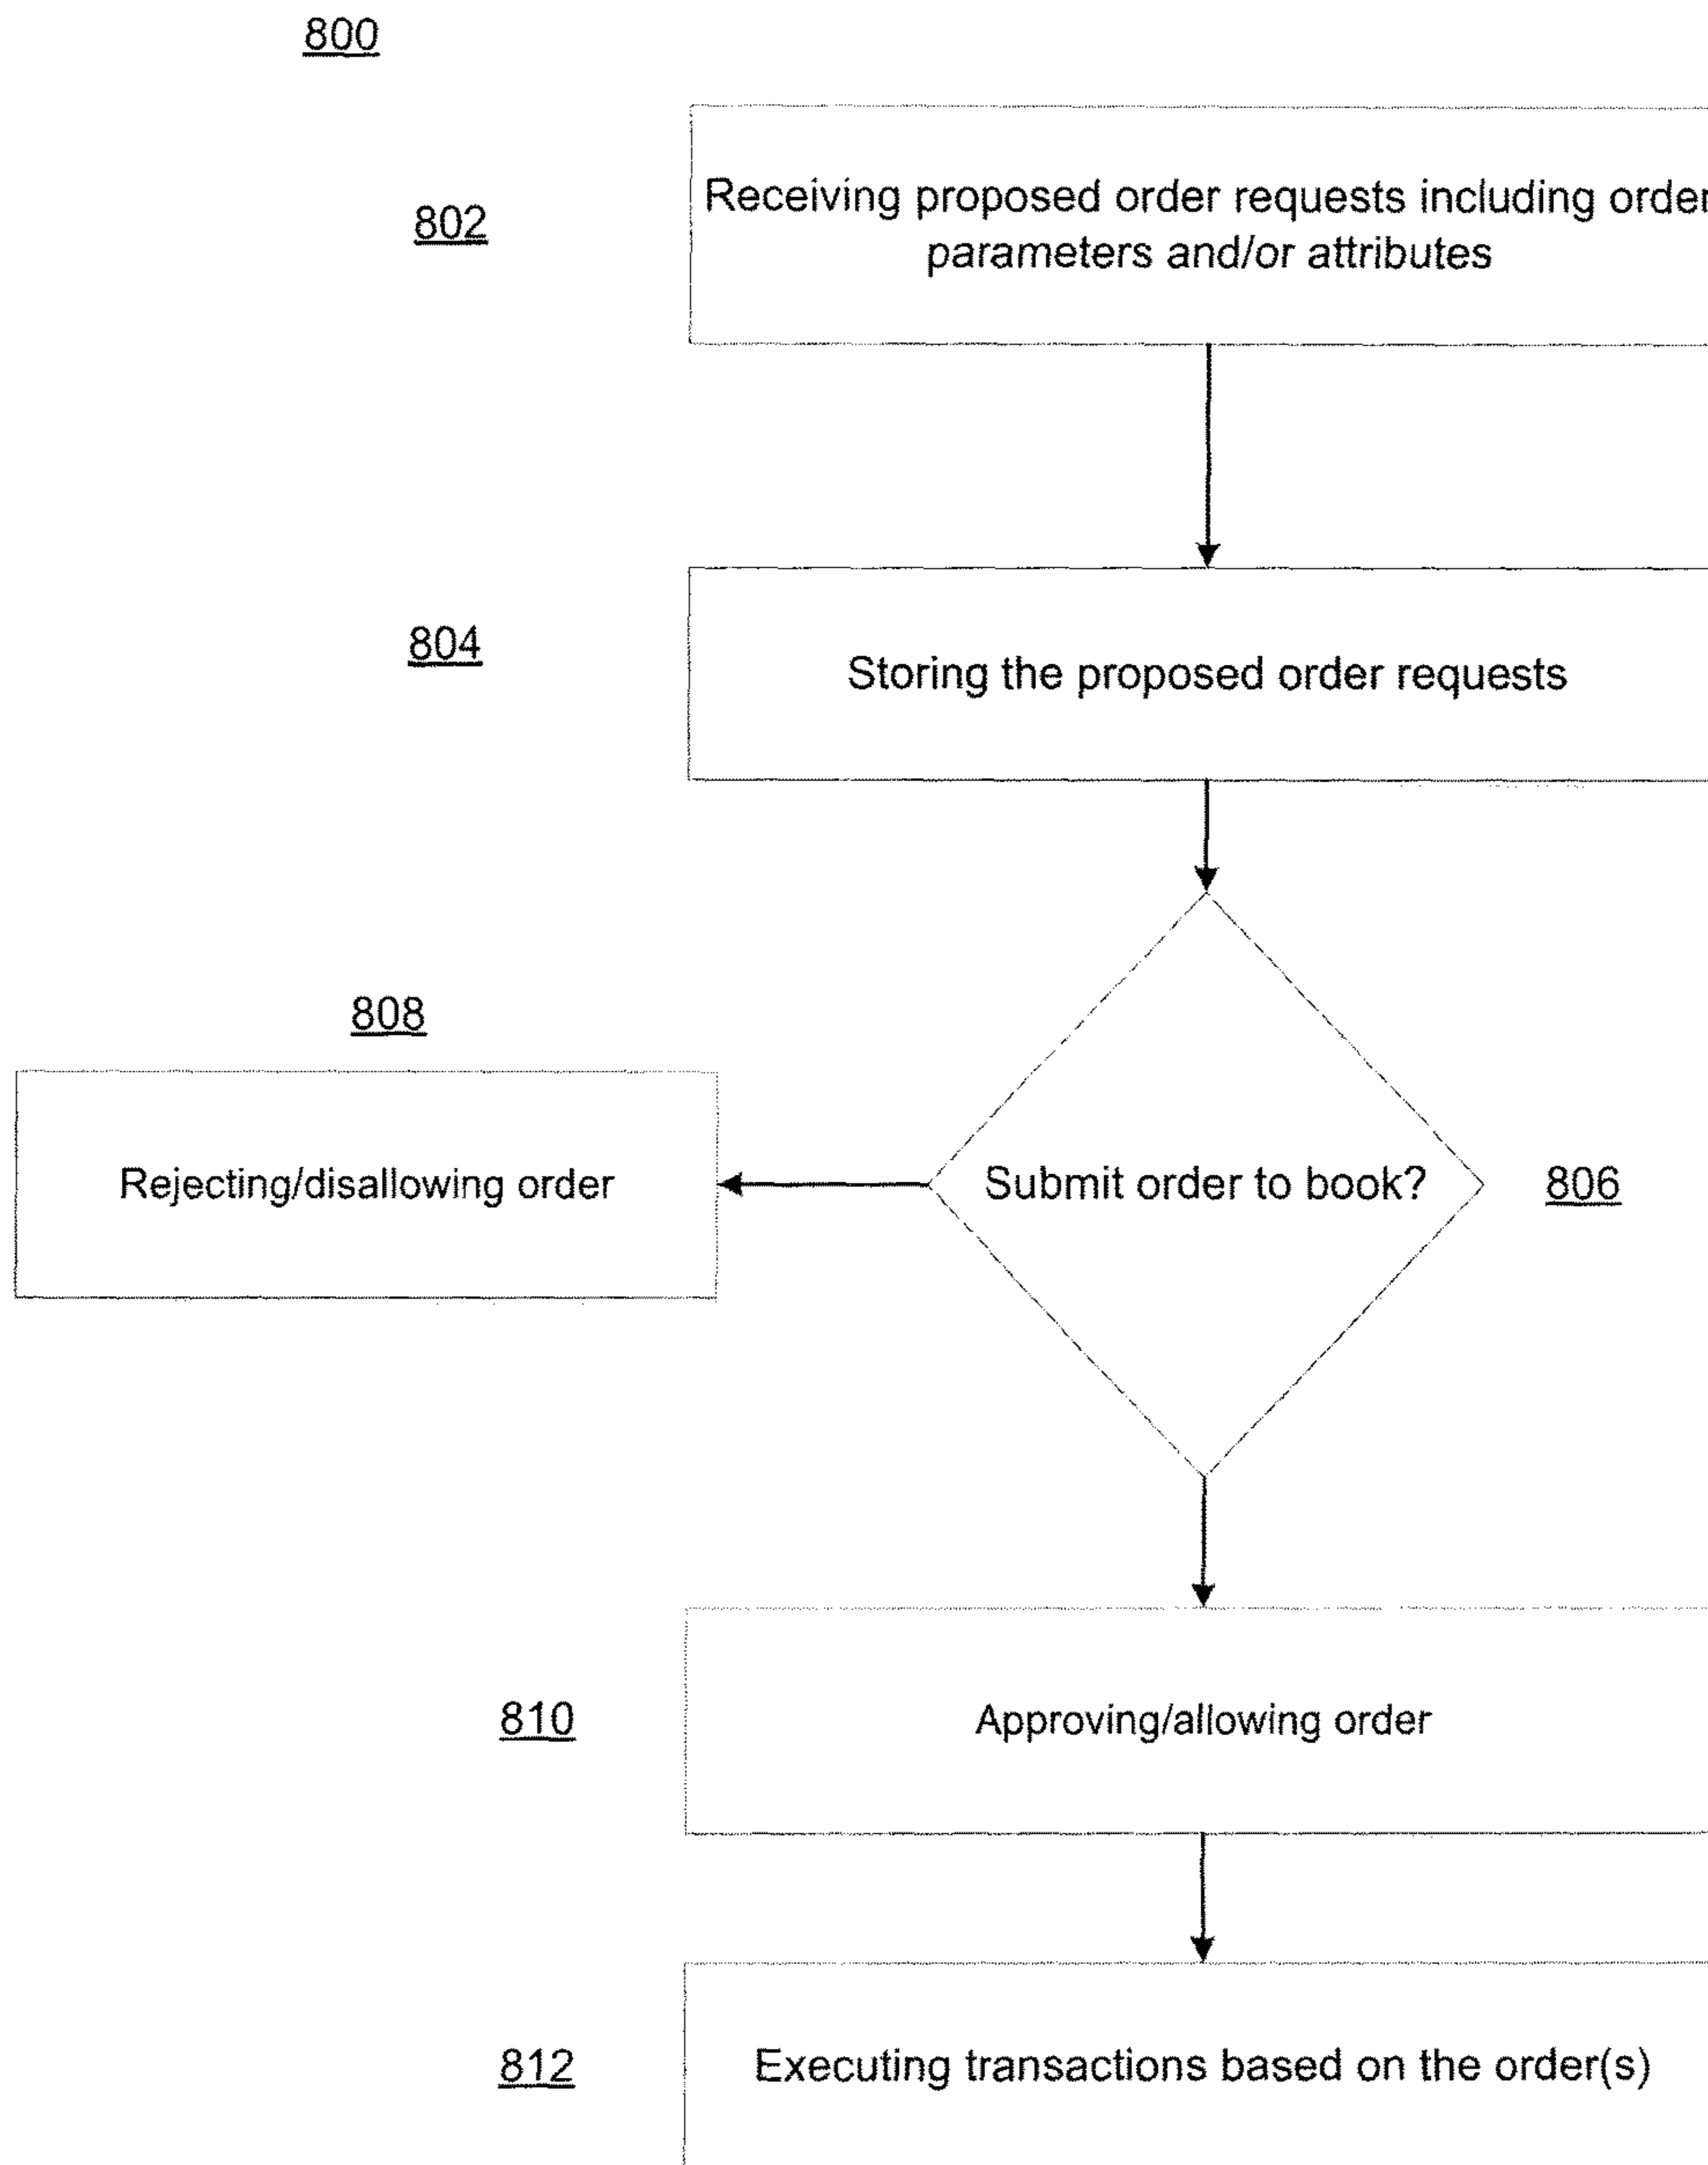 800
802
Receiving proposed order requests including order
parameters and/or attributes
804
Storing the proposed order requests
808
Rejecting/disallowing order
Submit order to book?
806
810
Approving/allowing order
812
Executing transactions based on the order(s)